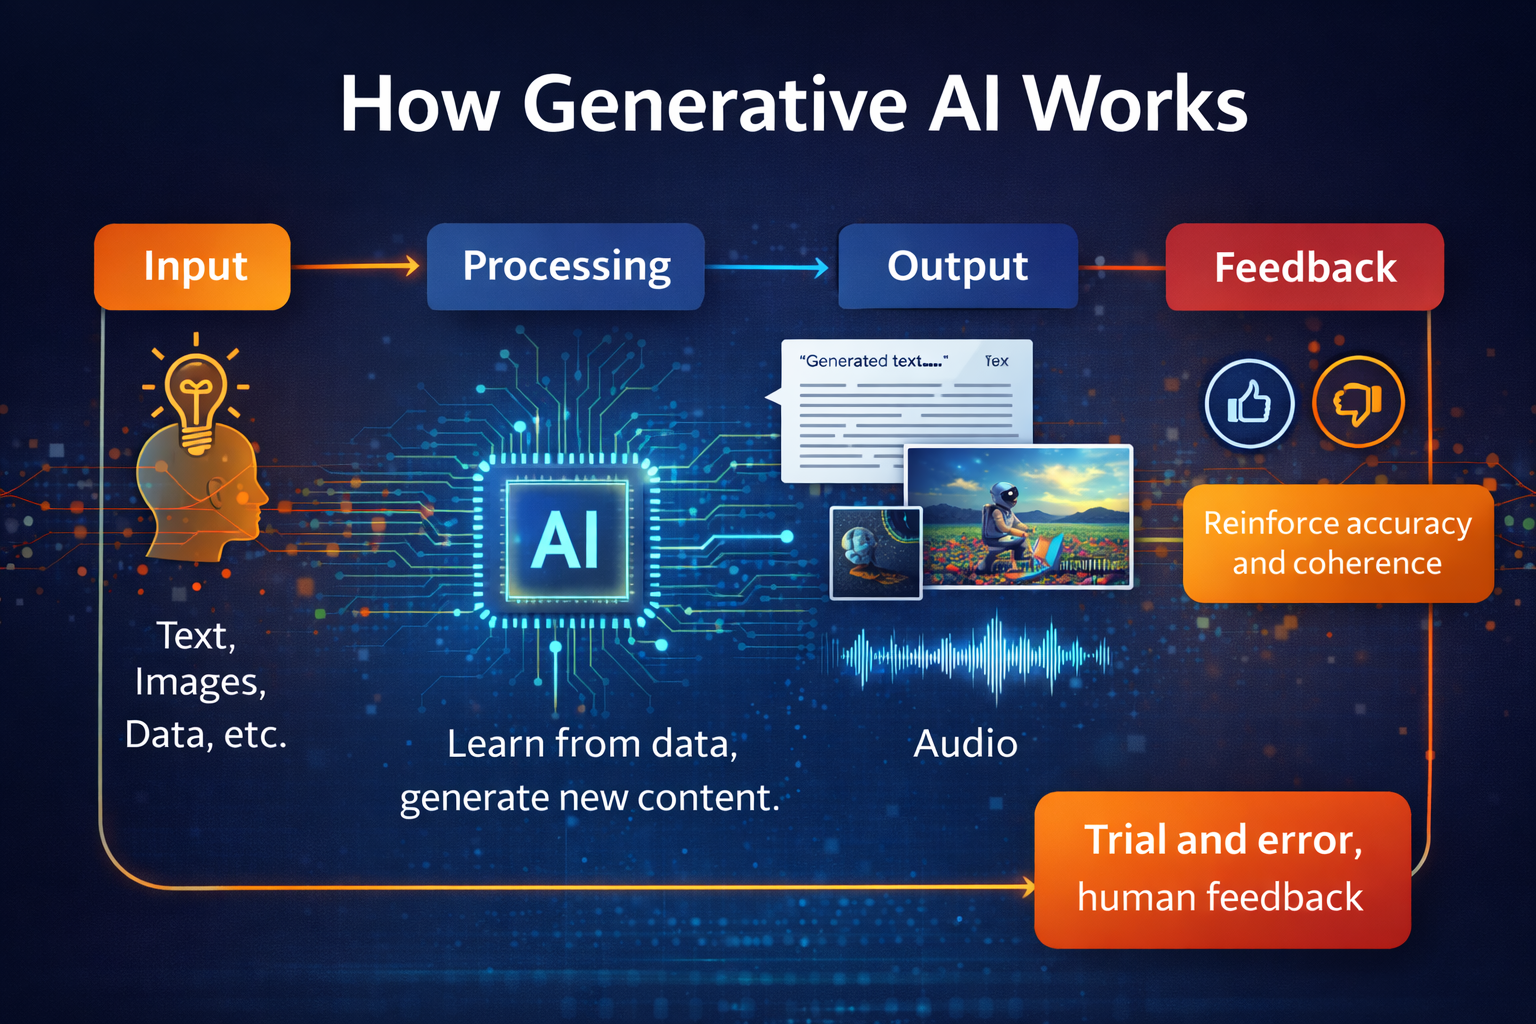 How Generative AI Works
Input
Processing
Output
Feedback
"Generated text....."
Tex
AI
Text,
Images,
Data, etc.
Learn from data,
generate new content.
Audio
Reinforce accuracy
and coherence
Trial and error,
human feedback